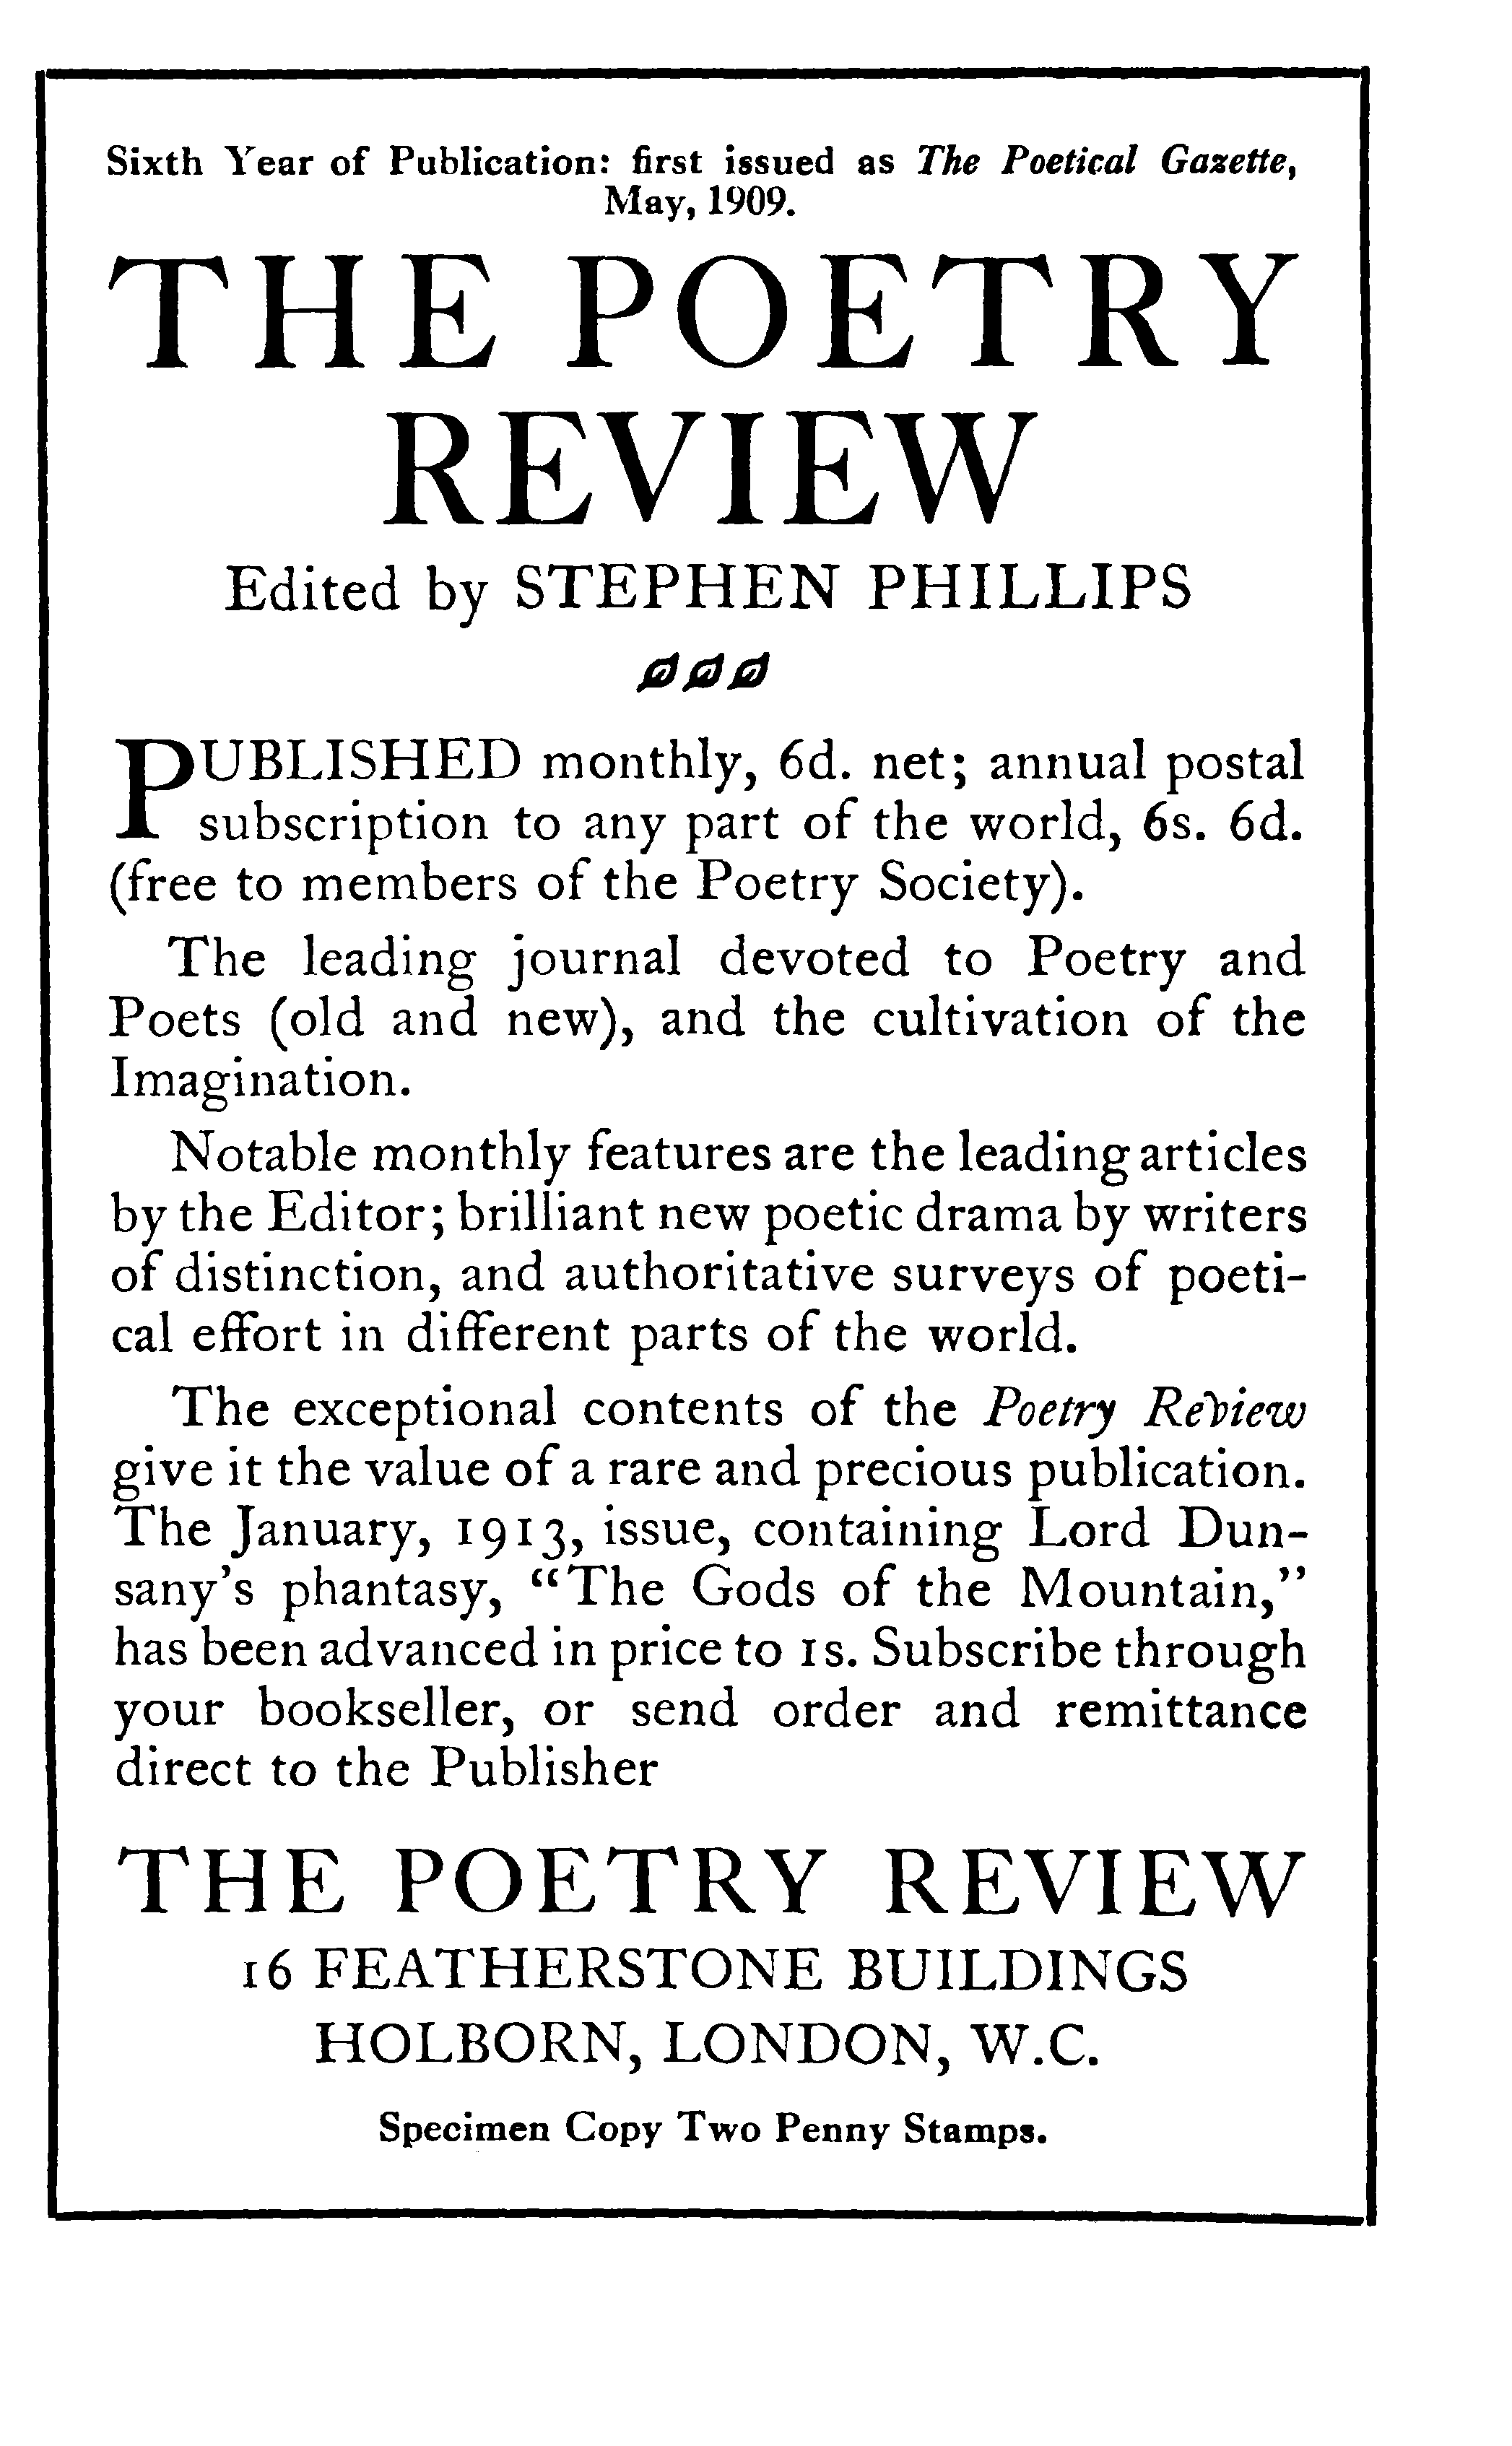 Sixth Year of Publication: first issued as The Poetical Gazette,
May, 1909.
THE POETRY
REVIEW
Edited by STEPHEN PHILLIPS
PUBLISHED monthly, 6d. net; annual postal
subscription to any part of the world, 6s. 6d.
(free to members of the Poetry Society).
The leading journal devoted to Poetry and
Poets (old and new), and the cultivation of the
Imagination.
Notable monthly features are the leading articles
by the Editor; brilliant new poetic drama by writers
of distinction, and authoritative surveys of poeti-
cal effort in different parts of the world.
The exceptional contents of the Poetry Review
give it the value of a rare and precious publication.
The January, 1913, issue, containing Lord Dun-
sany's phantasy, “The Gods of the Mountain,”
has been advanced in price to 1s. Subscribe through
your bookseller, or send order and remittance
direct to the Publisher
THE POETRY REVIEW
16 FEATHERSTONE BUILDINGS
HOLBORN, LONDON, W.C.
Specimen Copy Two Penny Stamps.